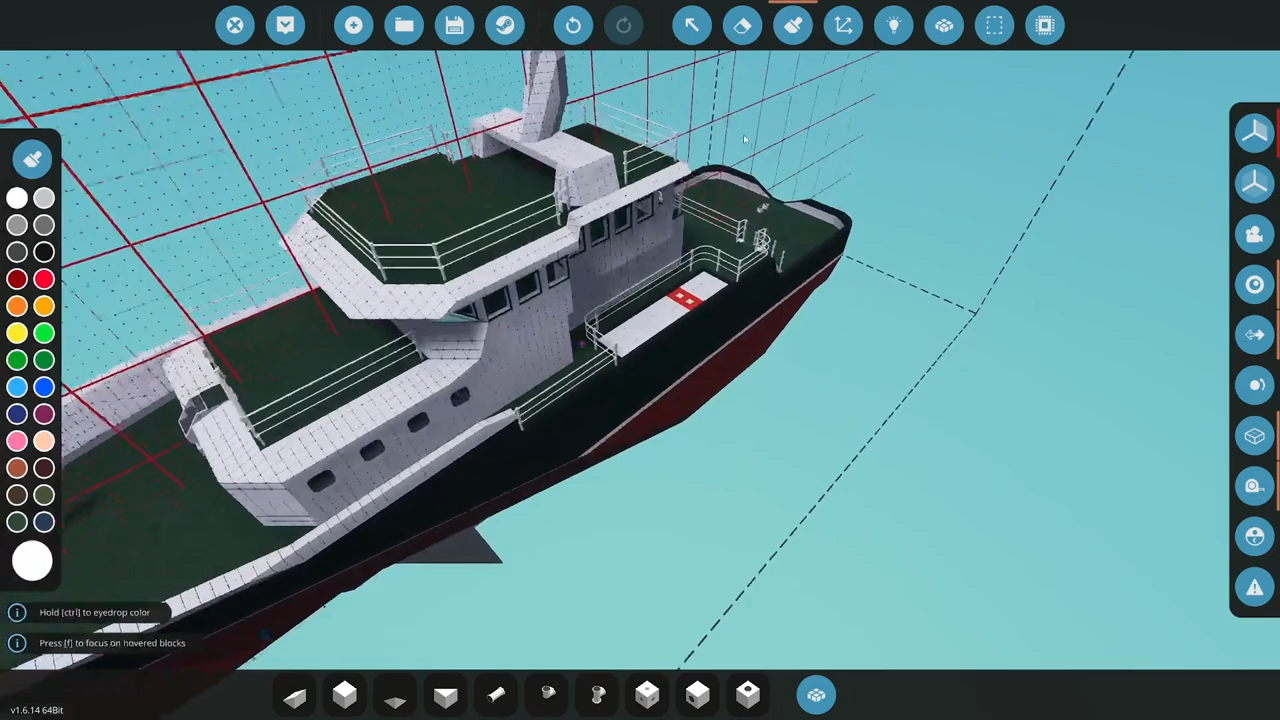 Hold [ctrl] to eyedrop color
Press [f] to focus on hovered blocks
v1.6.14 64Bit